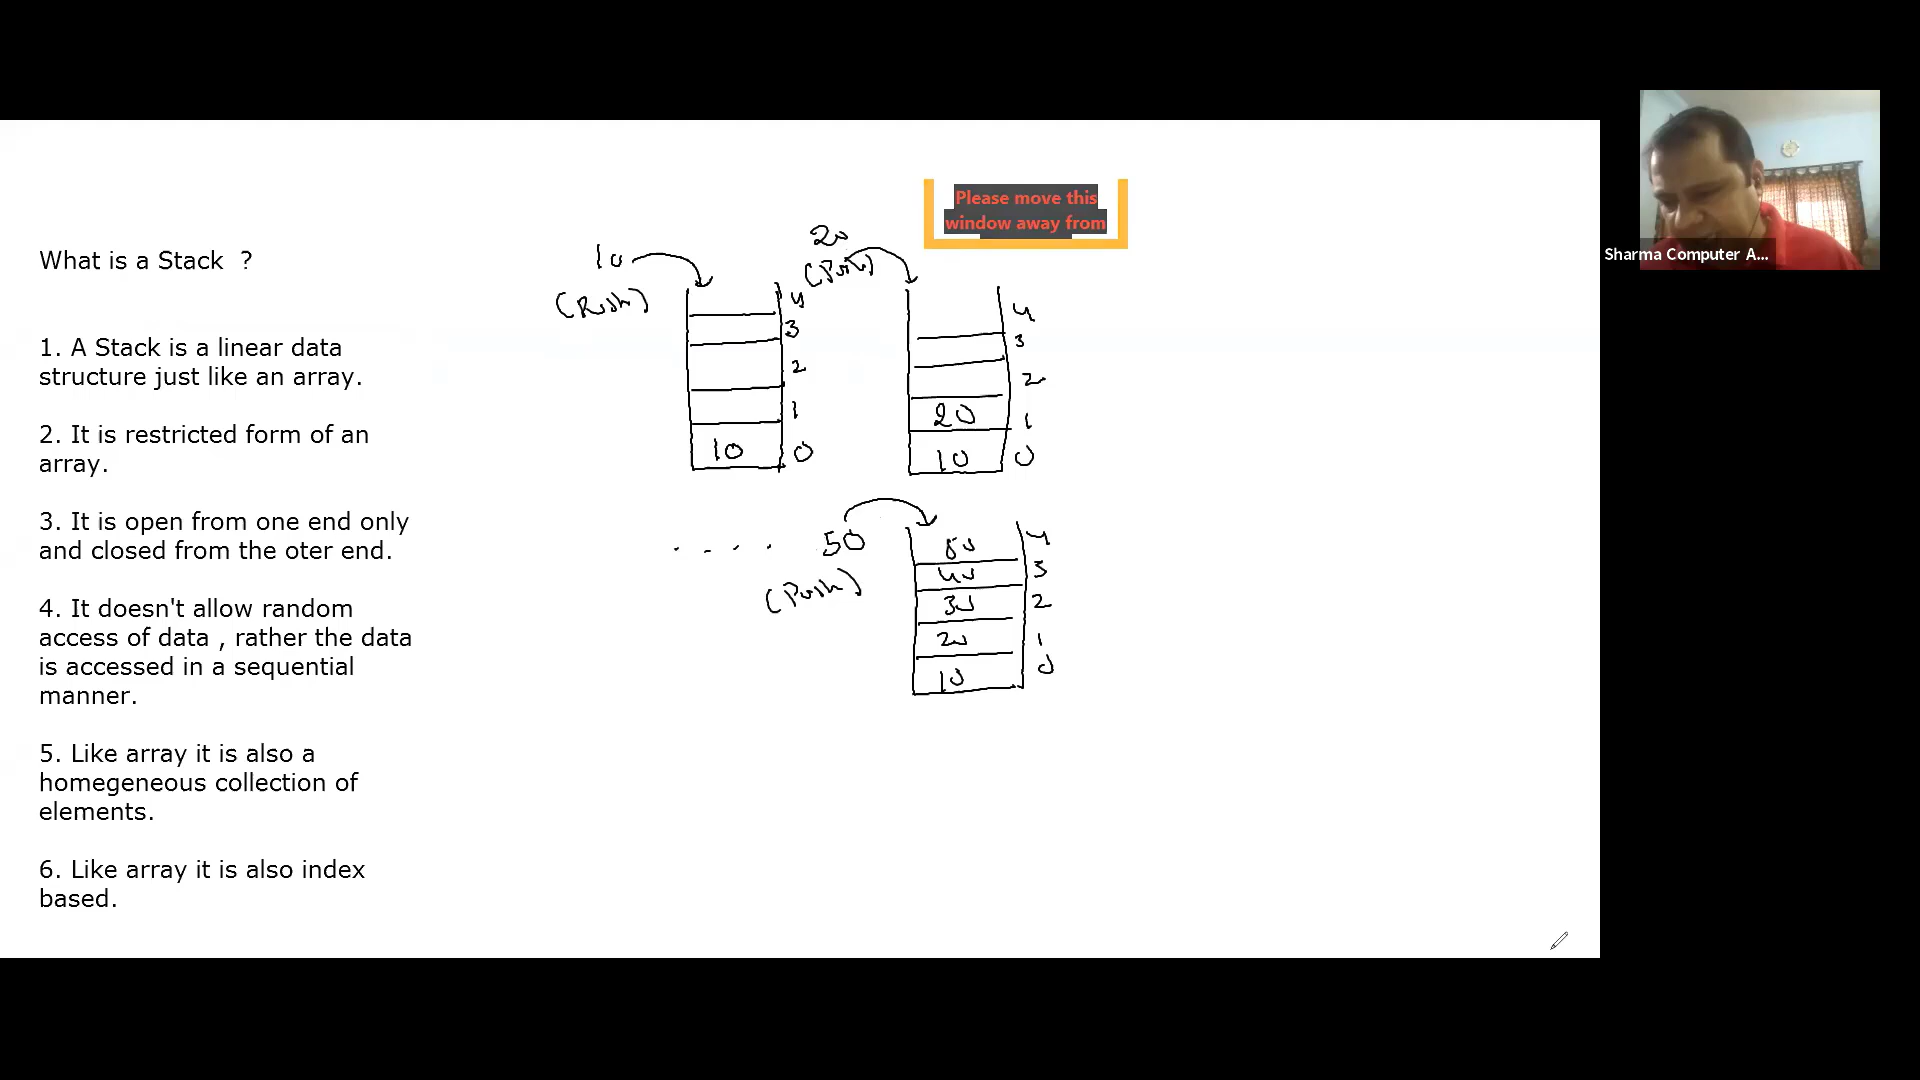 What is a Stack ?
1. A Stack is a linear data
structure just like an array.
2. It is restricted form of an
array.
3. It is open from one end only
and closed from the oter end.
4. It doesn't allow random
access of data , rather the data
is accessed in a sequential
manner.
5. Like array it is also a
homegeneous collection of
elements.
6. Like array it is also index
based.
Please move this
window away from
10
(Push)
4
3
2
1
10 0
20
(Push)
4
3
2
20 1
10 0
. . . . 50
(Push)
50 4
40 3
30 2
20 1
10 0
Sharma Computer A...